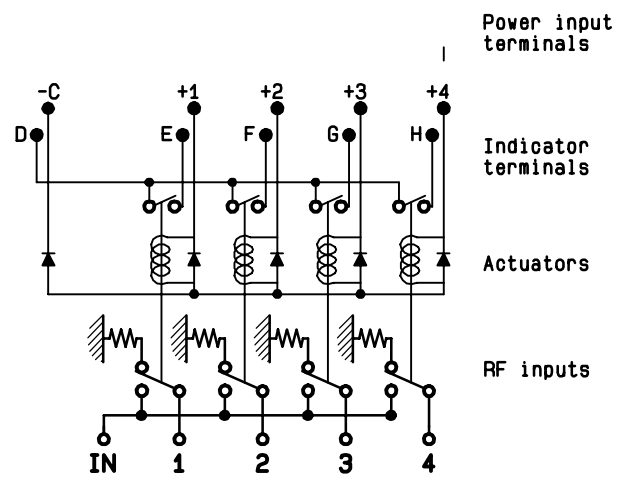 Power input
terminals
-C +1 +2 +3 +4
D E F G H
Indicator
terminals
Actuators
RF inputs
IN 1 2 3 4